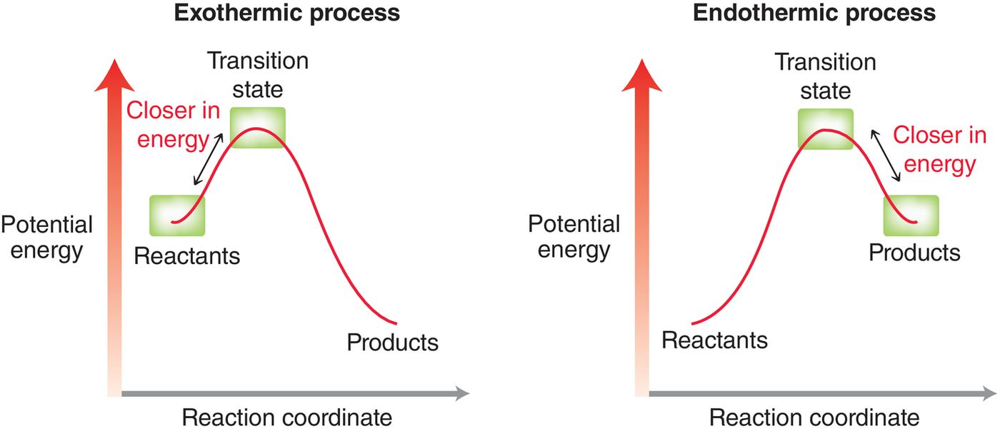 Exothermic process
Transition
state
Closer in
energy
Potential
energy
Reactants
Products
Reaction coordinate
Endothermic process
Transition
state
Closer in
energy
Potential
energy
Products
Reactants
Reaction coordinate